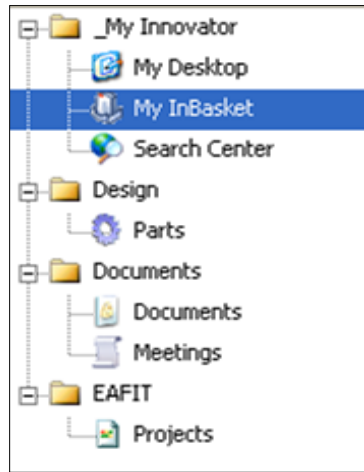 _My Innovator
My Desktop
My InBasket
Search Center
Design
Parts
Documents
Documents
Meetings
EAFIT
Projects